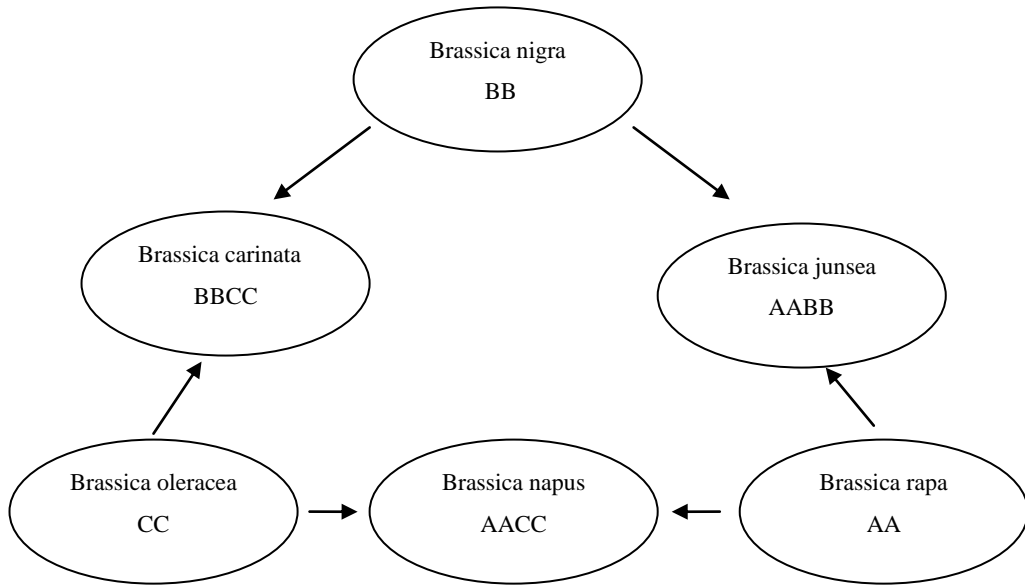 Brassica nigra
BB
Brassica carinata
BBCC
Brassica junsea
AABB
Brassica oleracea
CC
Brassica napus
AACC
Brassica rapa
AA